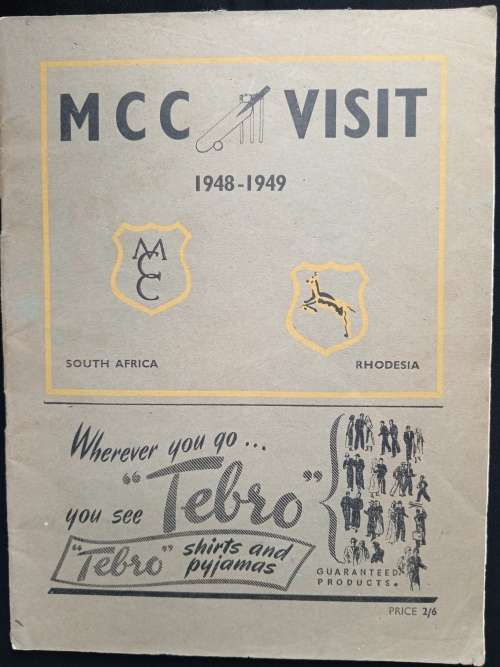 MCC VISIT
1948-1949
MCC
SOUTH AFRICA
RHODESIA
Wherever you go...
you see "Tebro"
"Tebro" shirts and pyjamas
GUARANTEED
PRODUCTS.
PRICE 2/6